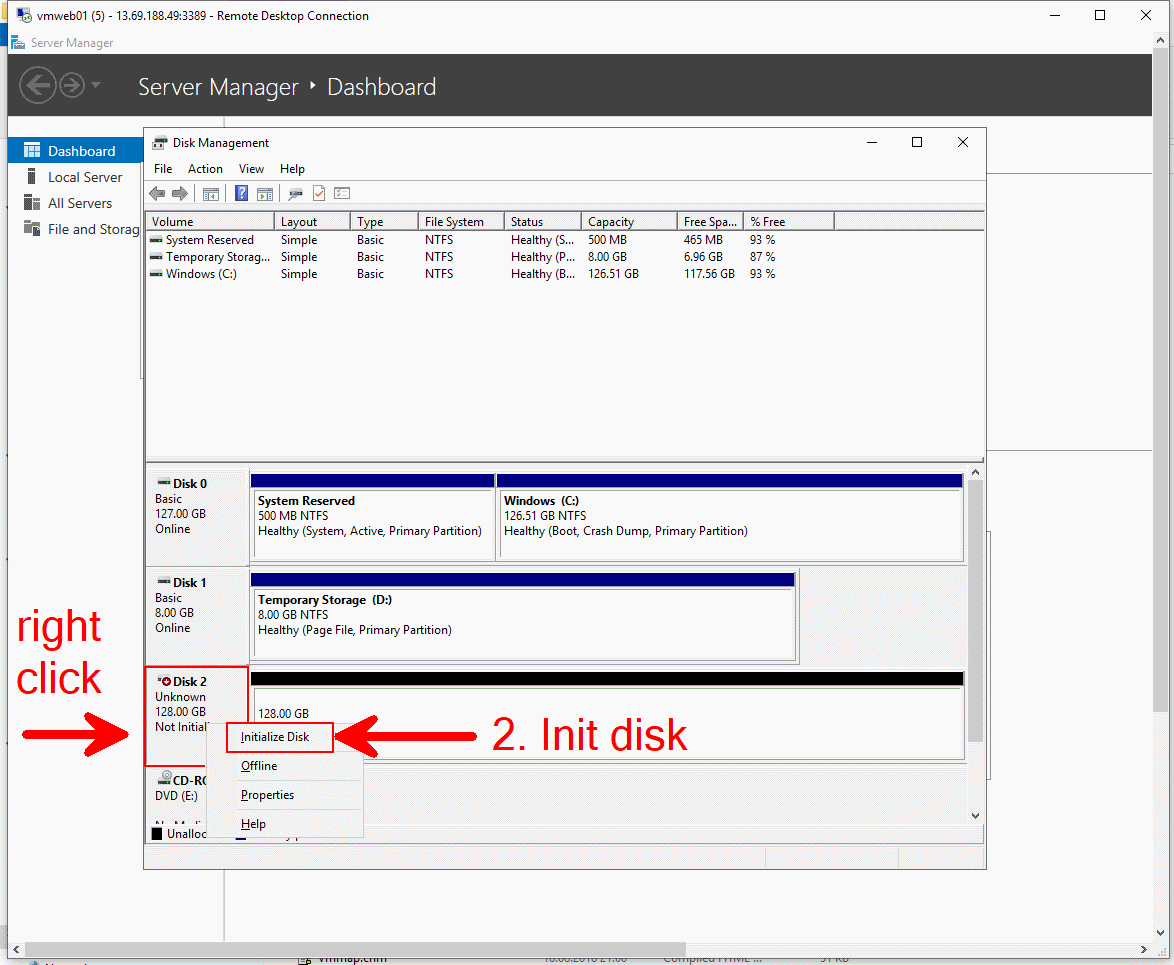 vmweb01 (5) - 13.69.188.49:3389 - Remote Desktop Connection
Server Manager
Server Manager Dashboard
Dashboard
Local Server
All Servers
File and Storag
Disk Management
File Action View Help
Volume Layout Type File System Status Capacity Free Spa... % Free
System Reserved Simple Basic NTFS Healthy (S... 500 MB 465 MB 93 %
Temporary Storag... Simple Basic NTFS Healthy (P... 8.00 GB 6.96 GB 87 %
Windows (C:) Simple Basic NTFS Healthy (B... 126.51 GB 117.56 GB 93 %
Disk 0
Basic
127.00 GB
Online
System Reserved
500 MB NTFS
Healthy (System, Active, Primary Partition)
Windows (C:)
126.51 GB NTFS
Healthy (Boot, Crash Dump, Primary Partition)
Disk 1
Basic
8.00 GB
Online
Temporary Storage (D:)
8.00 GB NTFS
Healthy (Page File, Primary Partition)
right
click
Disk 2
Unknown
128.00 GB
Not Initial
128.00 GB
Initialize Disk
2. Init disk
Offline
Properties
Help
CD-RO
DVD (E:)
Unalloc